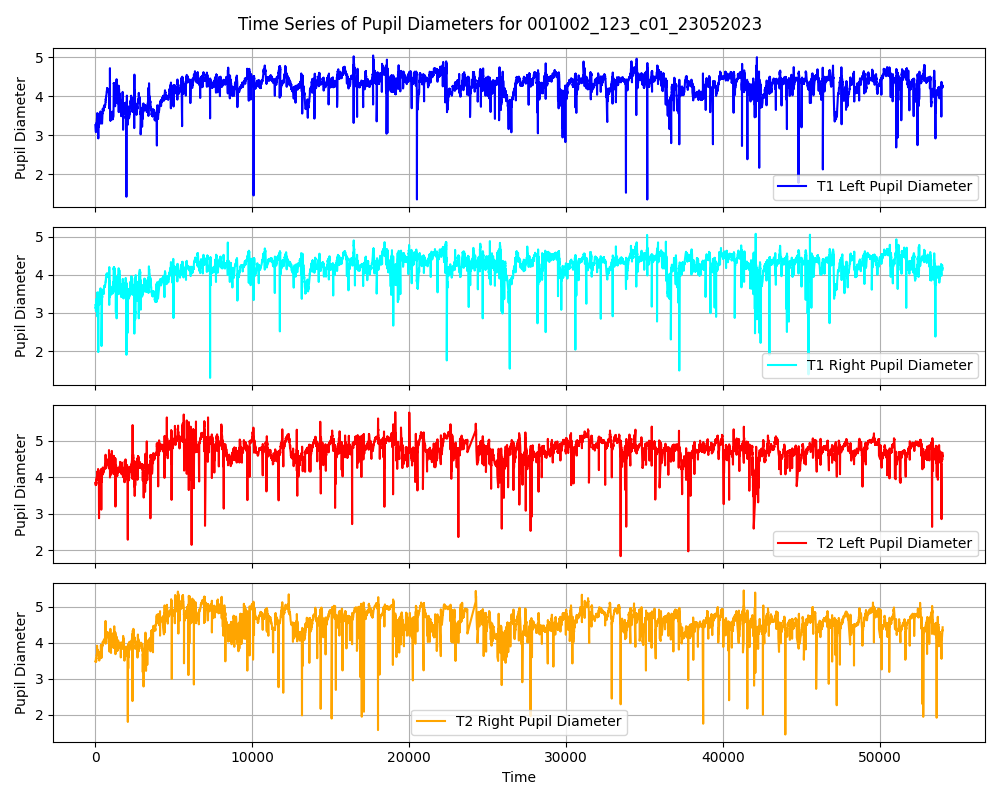 Time Series of Pupil Diameters for 001002_123_c01_23052023
Pupil Diameter
5
4
3
2
T1 Left Pupil Diameter
Pupil Diameter
5
4
3
2
T1 Right Pupil Diameter
Pupil Diameter
5
4
3
2
T2 Left Pupil Diameter
Pupil Diameter
5
4
3
2
T2 Right Pupil Diameter
0 10000 20000 30000 40000 50000
Time